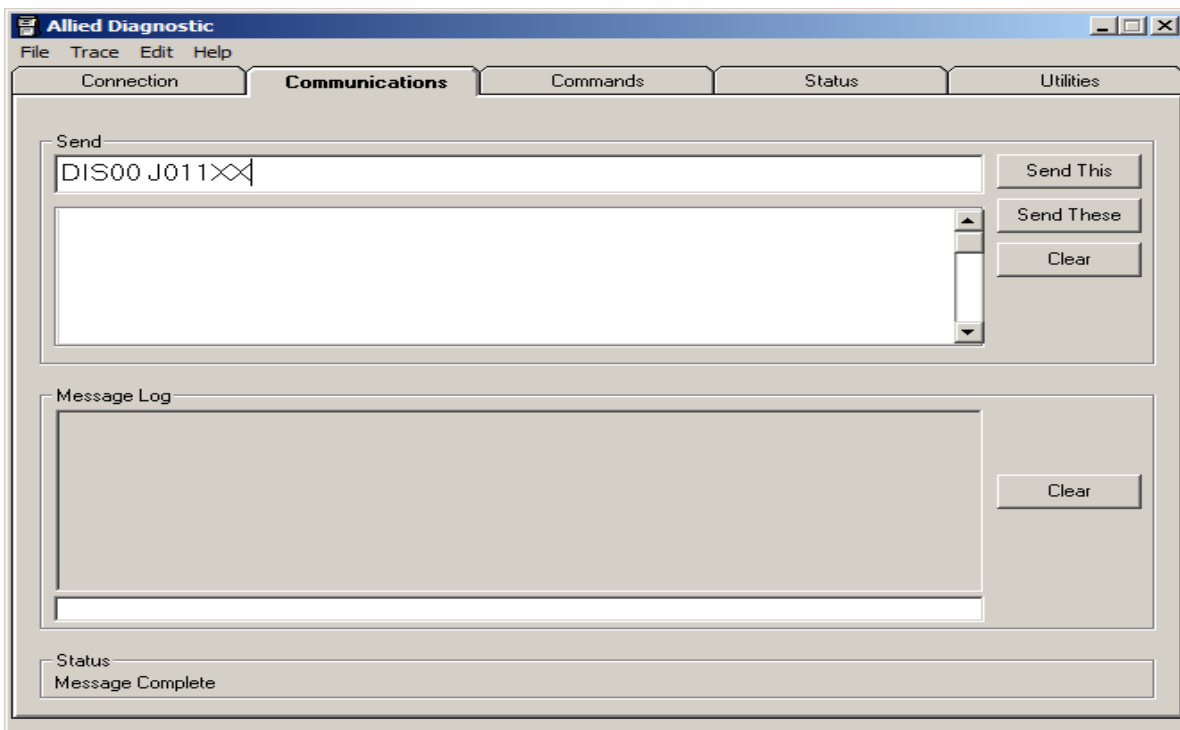 Allied Diagnostic
File Trace Edit Help
Connection Communications Commands Status Utilities
Send
DIS00 J011XX
Send This
Send These
Clear
Message Log
Clear
Status
Message Complete